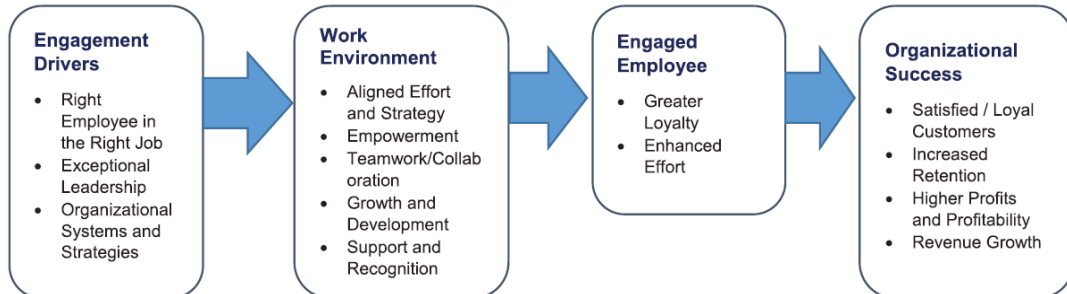 Engagement
Drivers
• Right
Employee in
the Right Job
• Exceptional
Leadership
• Organizational
Systems and
Strategies
Work
Environment
• Aligned Effort
and Strategy
• Empowerment
• Teamwork/Collab
oration
• Growth and
Development
• Support and
Recognition
Engaged
Employee
• Greater
Loyalty
• Enhanced
Effort
Organizational
Success
• Satisfied / Loyal
Customers
• Increased
Retention
• Higher Profits
and Profitability
• Revenue Growth